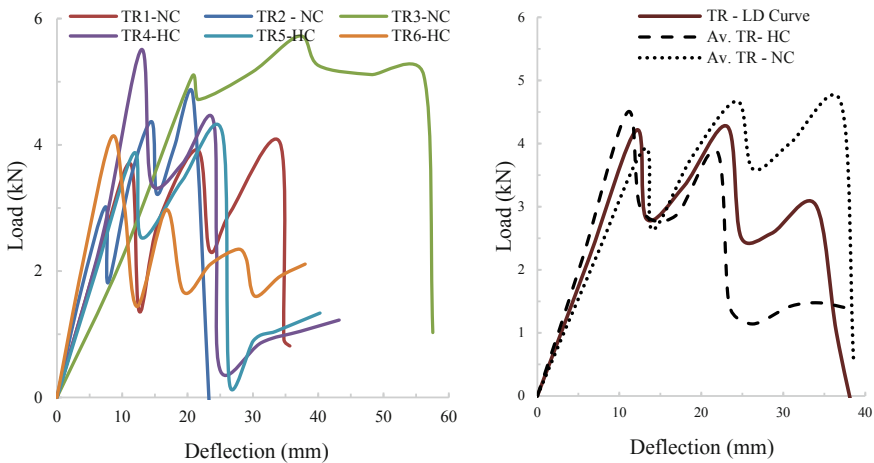 TR1-NC TR2 - NC TR3-NC
TR4-HC TR5-HC TR6-HC
Load (kN)
6
4
2
0
0 10 20 30 40 50 60
Deflection (mm)
TR - LD Curve
Av. TR- HC
Av. TR - NC
Load (kN)
6
5
4
3
2
1
0
0 10 20 30 40
Deflection (mm)